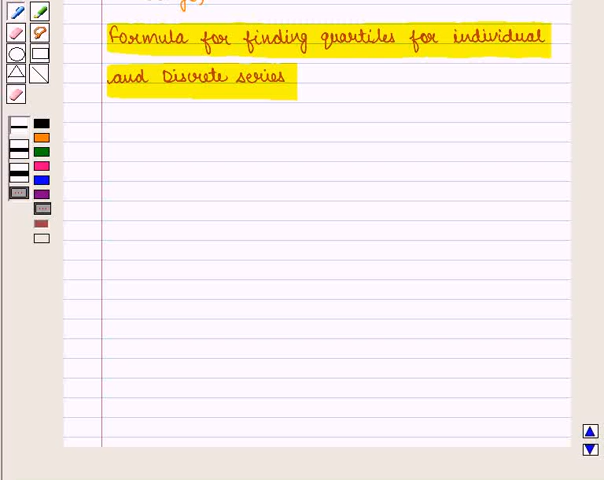 Formula for finding quartiles for individual
and Discrete series